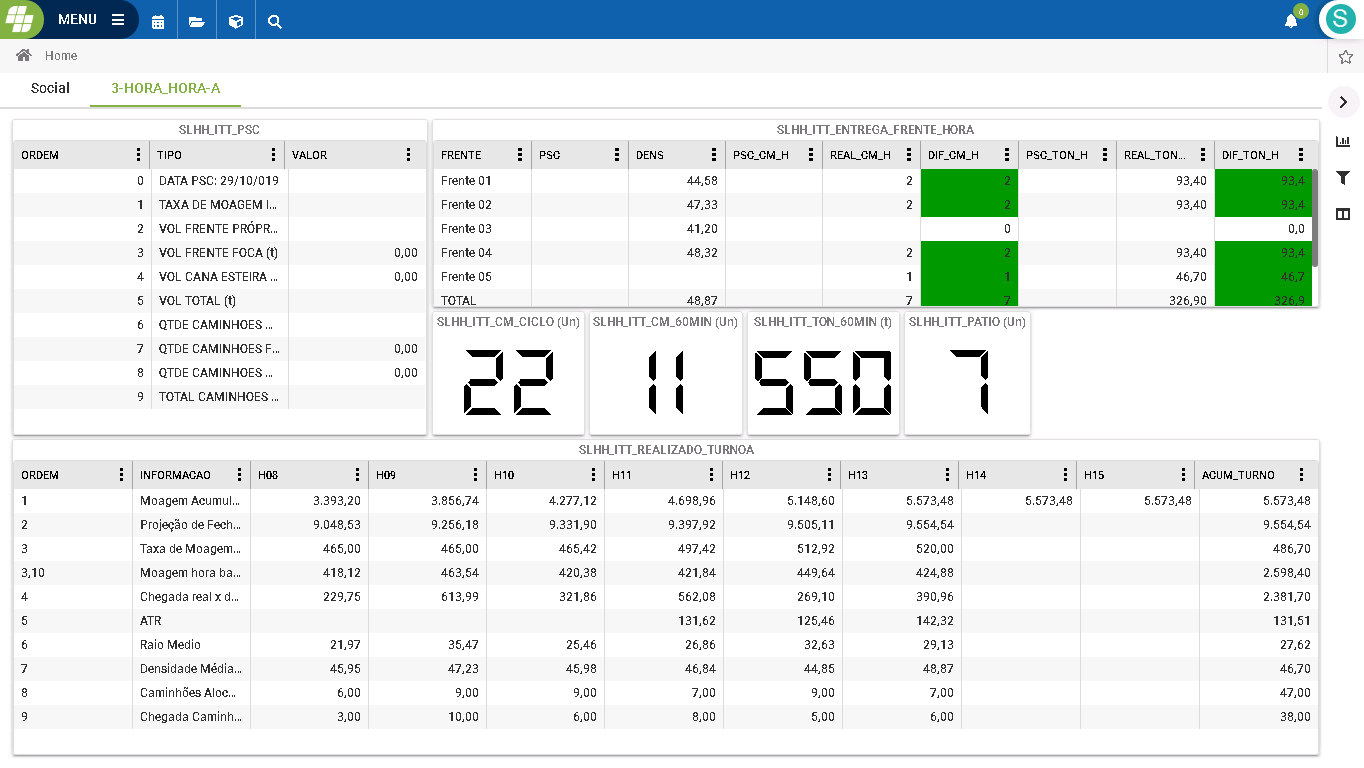 MENU
0
S
Home
Social 3-HORA_HORA-A
SLHH_ITT_PSC
ORDEM TIPO VALOR
0 DATA PSC: 29/10/019
1 TAXA DE MOAGEM I...
2 VOL FRENTE PRÓPR...
3 VOL FRENTE FOCA (t) 0,00
4 VOL CANA ESTEIRA ... 0,00
5 VOL TOTAL (t)
6 QTDE CAMINHOES ...
7 QTDE CAMINHOES F... 0,00
8 QTDE CAMINHOES ... 0,00
9 TOTAL CAMINHOES ...
SLHH_ITT_ENTREGA_FRENTE_HORA
FRENTE PSC DENS PSC_CM_H REAL_CM_H DIF_CM_H PSC_TON_H REAL_TON... DIF_TON_H
Frente 01 44,58 2 2 93,40 93,4
Frente 02 47,33 2 2 93,40 93,4
Frente 03 41,20 0 0,0
Frente 04 48,32 2 2 93,40 93,4
Frente 05 1 1 46,70 46,7
TOTAL 48,87 7 7 326,90 326,9
SLHH_ITT_CM_CICLO (Un)
22
SLHH_ITT_CM_60MIN (Un)
11
SLHH_ITT_TON_60MIN (t)
550
SLHH_ITT_PATIO (Un)
7
SLHH_ITT_REALIZADO_TURNOA
ORDEM INFORMACAO H08 H09 H10 H11 H12 H13 H14 H15 ACUM_TURNO
1 Moagem Acumul... 3.393,20 3.856,74 4.277,12 4.698,96 5.148,60 5.573,48 5.573,48 5.573,48 5.573,48
2 Projeção de Fech... 9.048,53 9.256,18 9.331,90 9.397,92 9.505,11 9.554,54 9.554,54
3 Taxa de Moagem... 465,00 465,00 465,42 497,42 512,92 520,00 486,70
3,10 Moagem hora ba... 418,12 463,54 420,38 421,84 449,64 424,88 2.598,40
4 Chegada real x d... 229,75 613,99 321,86 562,08 269,10 390,96 2.381,70
5 ATR 131,62 125,46 142,32 131,51
6 Raio Medio 21,97 35,47 25,46 26,86 32,63 29,13 27,62
7 Densidade Média... 45,95 47,23 45,98 46,84 44,85 48,87 46,70
8 Caminhões Aloc... 6,00 9,00 9,00 7,00 9,00 7,00 47,00
9 Chegada Caminh... 3,00 10,00 6,00 8,00 5,00 6,00 38,00